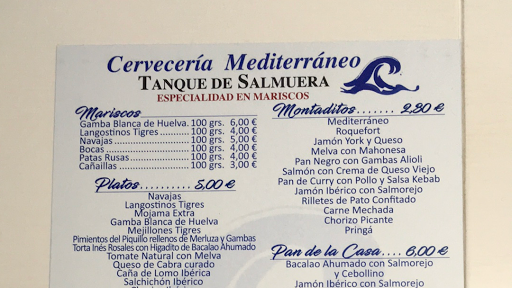 Cervecería Mediterráneo
TANQUE DE SALMUERA
ESPECIALIDAD EN MARISCOS
Mariscos
Gamba Blanca de Huelva. 100 grs. 6,00 €
Langostinos Tigres .......... 100 grs. 4,00 €
Navajas ............................ 100 grs. 5,00 €
Bocas ............................... 100 grs. 4,00 €
Patas Rusas ..................... 100 grs. 4,00 €
Cañaillas .......................... 100 grs. 3,00 €
Platos.......... 5,00 €
Navajas
Langostinos Tigres
Mojama Extra
Gamba Blanca de Huelva
Mejillones Tigres
Pimientos del Piquillo rellenos de Merluza y Gambas
Torta Inés Rosales con Higadito de Bacalao Ahumado
Tomate Natural con Melva
Queso de Cabra curado
Caña de Lomo Ibérica
Salchichón Ibérico
Montaditos....... 2,80 €
Mediterráneo
Roquefort
Jamón York y Queso
Melva con Mahonesa
Pan Negro con Gambas Alioli
Salmón con Crema de Queso Viejo
Pan de Curry con Pollo y Salsa Kebab
Jamón Ibérico con Salmorejo
Rilletes de Pato Confitado
Carne Mechada
Chorizo Picante
Pringá
Pan de la Casa.... 6,00 €
Bacalao Ahumado con Salmorejo
y Cebollino
Jamón Ibérico con Salmorejo